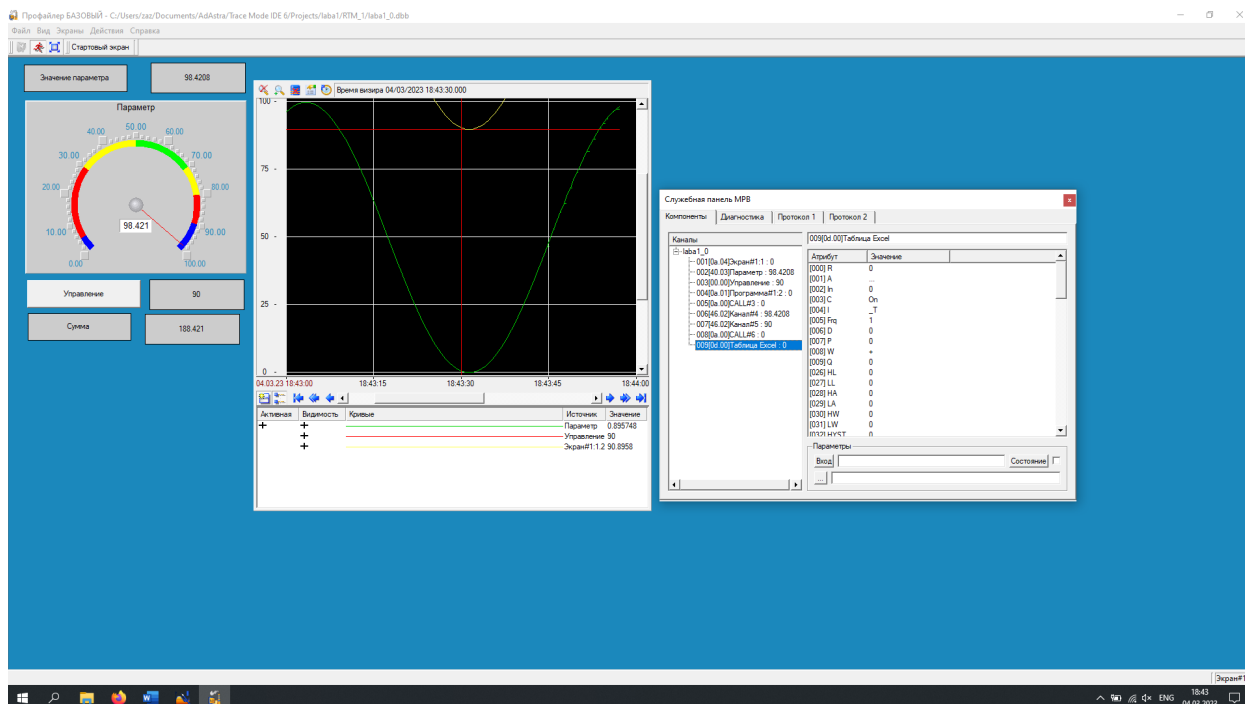 Профайлер БАЗОВЫЙ - C:/Users/zaz/Documents/AdAstra/Trace Mode IDE 6/Projects/laba1/RTM_1/laba1_0.dbb
Файл Вид Экраны Действия Справка
Стартовый экран
Значение параметра 98.4208
Параметр
0.00 10.00 20.00 30.00 40.00 50.00 60.00 70.00 80.00 90.00 100.00
98.421
Управление 90
Сумма 188.421
Время визира 04/03/2023 18:43:30.000
100
75
50
25
0
04.03.23 18:43:00 18:43:15 18:43:30 18:43:45 18:44:00
Активная Видимость Кривые Источник Значение
Параметр 0.895748
Управление 90
Экран#1:1.2 90.8958
Служебная панель МРВ
Компоненты Диагностика Протокол 1 Протокол 2
Каналы
laba1_0
001[0a.04]Экран#1:1 : 0
002[40.03]Параметр : 98.4208
003[00.00]Управление : 90
004[0a.01]Программа#1:2 : 0
005[0a.00]CALL#3 : 0
006[46.02]Канал#4 : 98.4208
007[46.02]Канал#5 : 90
008[0a.00]CALL#6 : 0
009[0d.00]Таблица Excel : 0
009[0d.00]Таблица Excel
Атрибут Значение
[000] R 0
[001] A ...
[002] In 0
[003] C On
[004] I _T
[005] Frq 1
[006] D 0
[007] P 0
[008] W +
[009] Q 0
[026] HL 0
[027] LL 0
[028] HA 0
[029] LA 0
[030] HW 0
[031] LW 0
[032] HYST 0
Параметры
Вход Состояние
...
Экран#1
ENG
18:43
04.03.2023